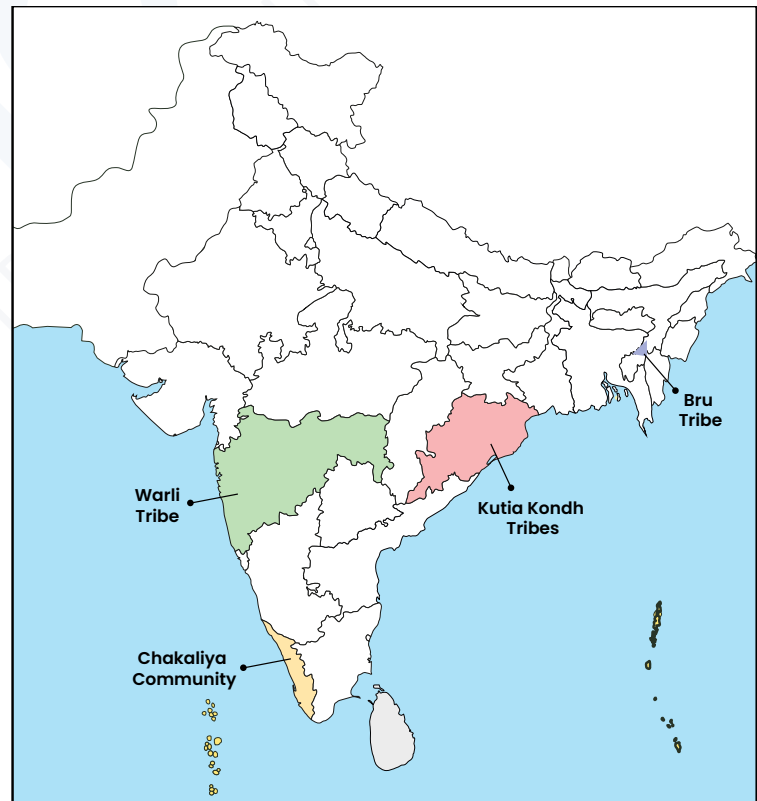 Bru
Tribe
Warli
Tribe
Kutia Kondh
Tribes
Chakaliya
Community